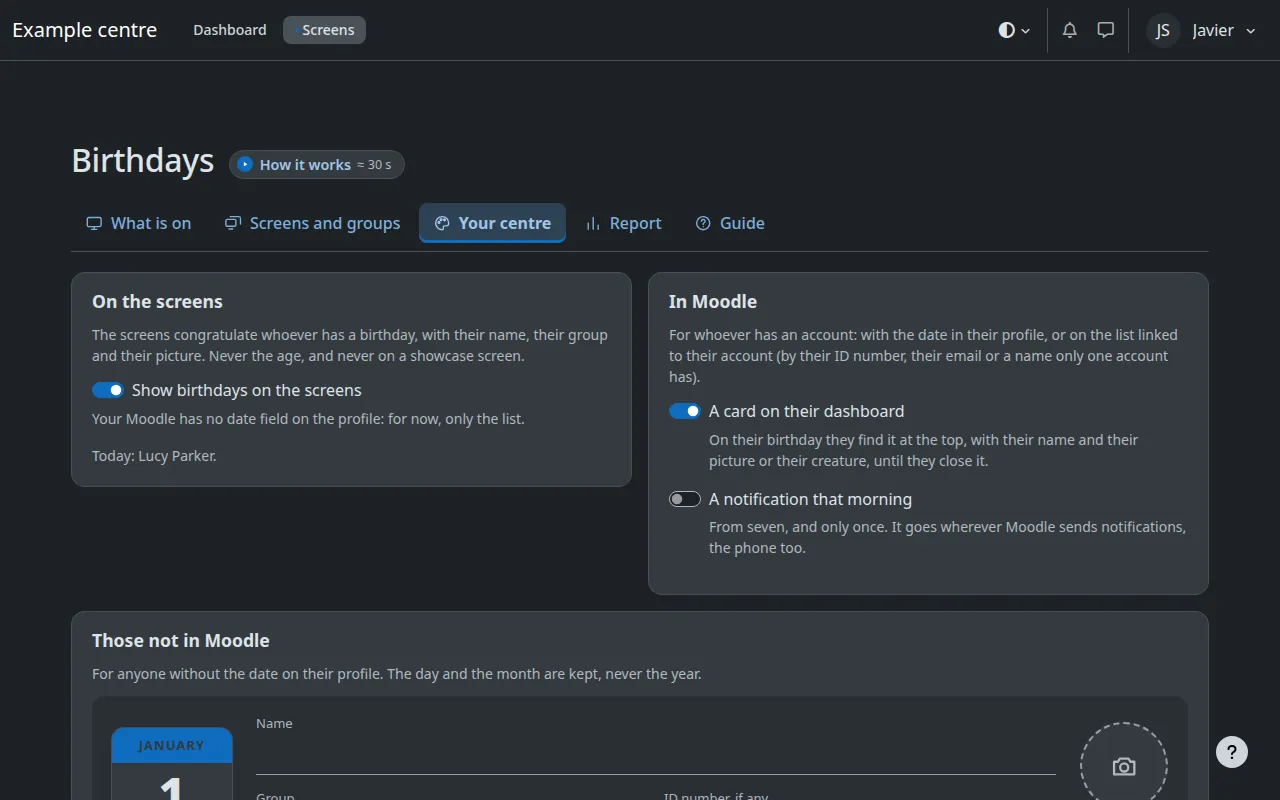 Example centre
Dashboard
Screens
JS
Javier
Birthdays
How it works ≈ 30 s
What is on
Screens and groups
Your centre
Report
Guide
On the screens
The screens congratulate whoever has a birthday, with their name, their group
and their picture. Never the age, and never on a showcase screen.
Show birthdays on the screens
Your Moodle has no date field on the profile: for now, only the list.
Today: Lucy Parker.
In Moodle
For whoever has an account: with the date in their profile, or on the list linked
to their account (by their ID number, their email or a name only one account
has).
A card on their dashboard
On their birthday they find it at the top, with their name and their
picture or their creature, until they close it.
A notification that morning
From seven, and only once. It goes wherever Moodle sends notifications,
the phone too.
Those not in Moodle
For anyone without the date on their profile. The day and the month are kept, never the year.
JANUARY
1
Name
Group
ID number, if any
?